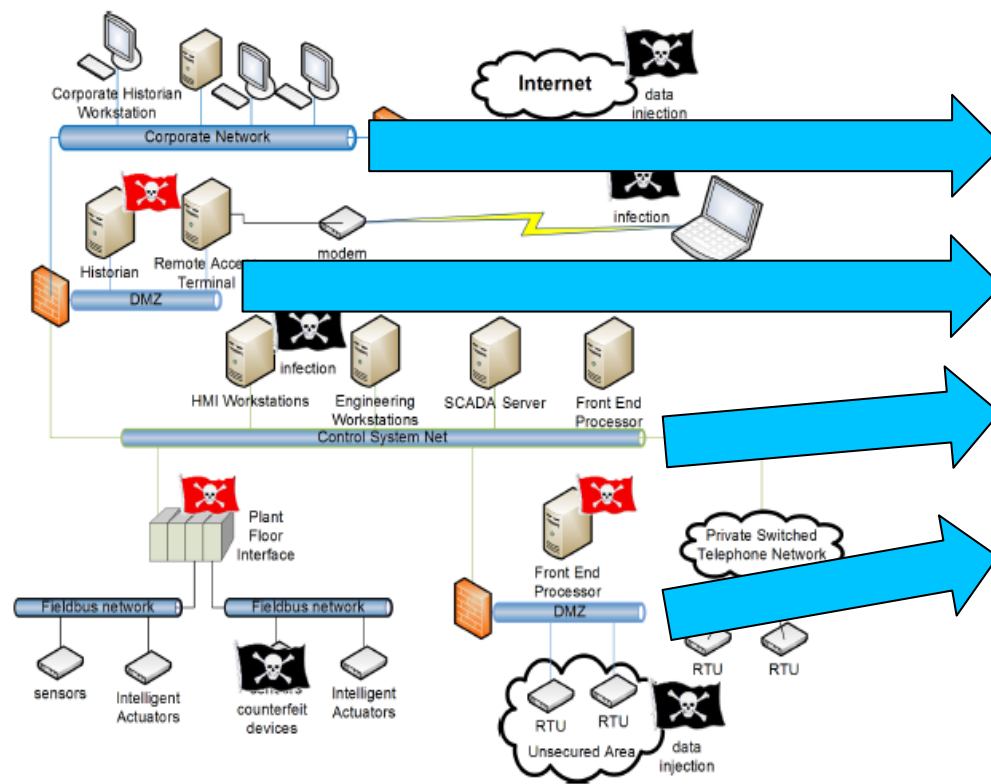 Internet
Corporate Historian
Workstation
data
injection
Corporate Network
infection
modem
Historian
Remote Access
Terminal
DMZ
infection
HMI Workstations
Engineering
Workstations
SCADA Server
Front End
Processor
Control System Net
Plant
Floor
Interface
Private Switched
Telephone Network
Front End
Processor
Fieldbus network
Fieldbus network
DMZ
sensors
Intelligent
Actuators
sensors
counterfeit
devices
Intelligent
Actuators
RTU
RTU
RTU
RTU
Unsecured Area
data
injection